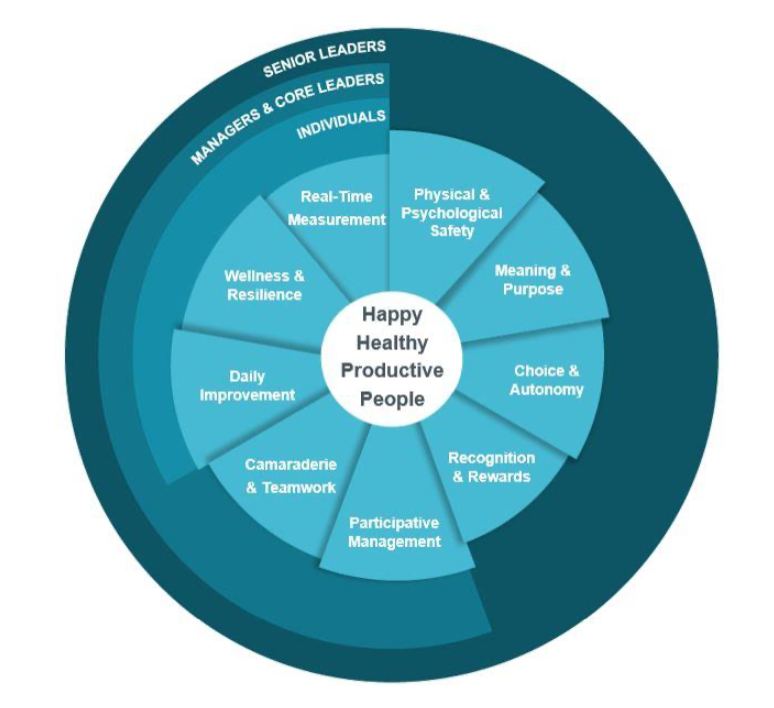 SENIOR LEADERS
MANAGERS & CORE LEADERS
INDIVIDUALS
Real-Time
Measurement
Physical &
Psychological
Safety
Meaning &
Purpose
Choice &
Autonomy
Recognition
& Rewards
Participative
Management
Camaraderie
& Teamwork
Daily
Improvement
Wellness &
Resilience
Happy
Healthy
Productive
People